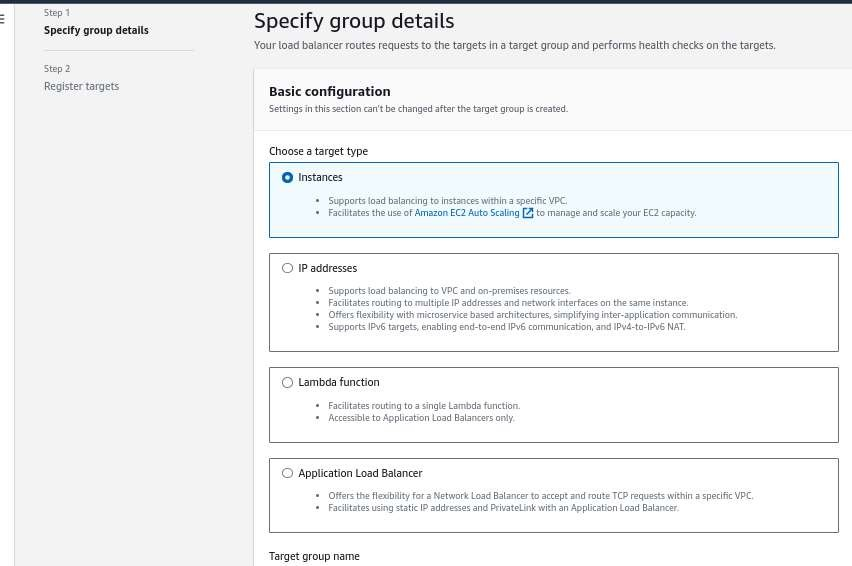 Step 1
Specify group details
Step 2
Register targets
Specify group details
Your load balancer routes requests to the targets in a target group and performs health checks on the targets.
Basic configuration
Settings in this section can't be changed after the target group is created.
Choose a target type
Instances
• Supports load balancing to instances within a specific VPC.
• Facilitates the use of Amazon EC2 Auto Scaling to manage and scale your EC2 capacity.
IP addresses
• Supports load balancing to VPC and on-premises resources.
• Facilitates routing to multiple IP addresses and network interfaces on the same instance.
• Offers flexibility with microservice based architectures, simplifying inter-application communication.
• Supports IPv6 targets, enabling end-to-end IPv6 communication, and IPv4-to-IPv6 NAT.
Lambda function
• Facilitates routing to a single Lambda function.
• Accessible to Application Load Balancers only.
Application Load Balancer
• Offers the flexibility for a Network Load Balancer to accept and route TCP requests within a specific VPC.
• Facilitates using static IP addresses and PrivateLink with an Application Load Balancer.
Target group name